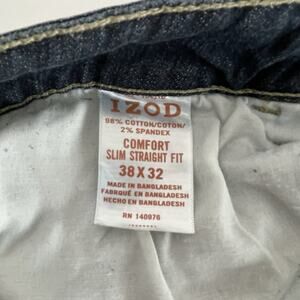 IZOD
98% COTTON/COTON/
2% SPANDEX
COMFORT
SLIM STRAIGHT FIT
38 X 32
MADE IN BANGLADESH
FABRIQUÉ EN BANGLADESH
HECHO EN BANGLADESH
RN 140976